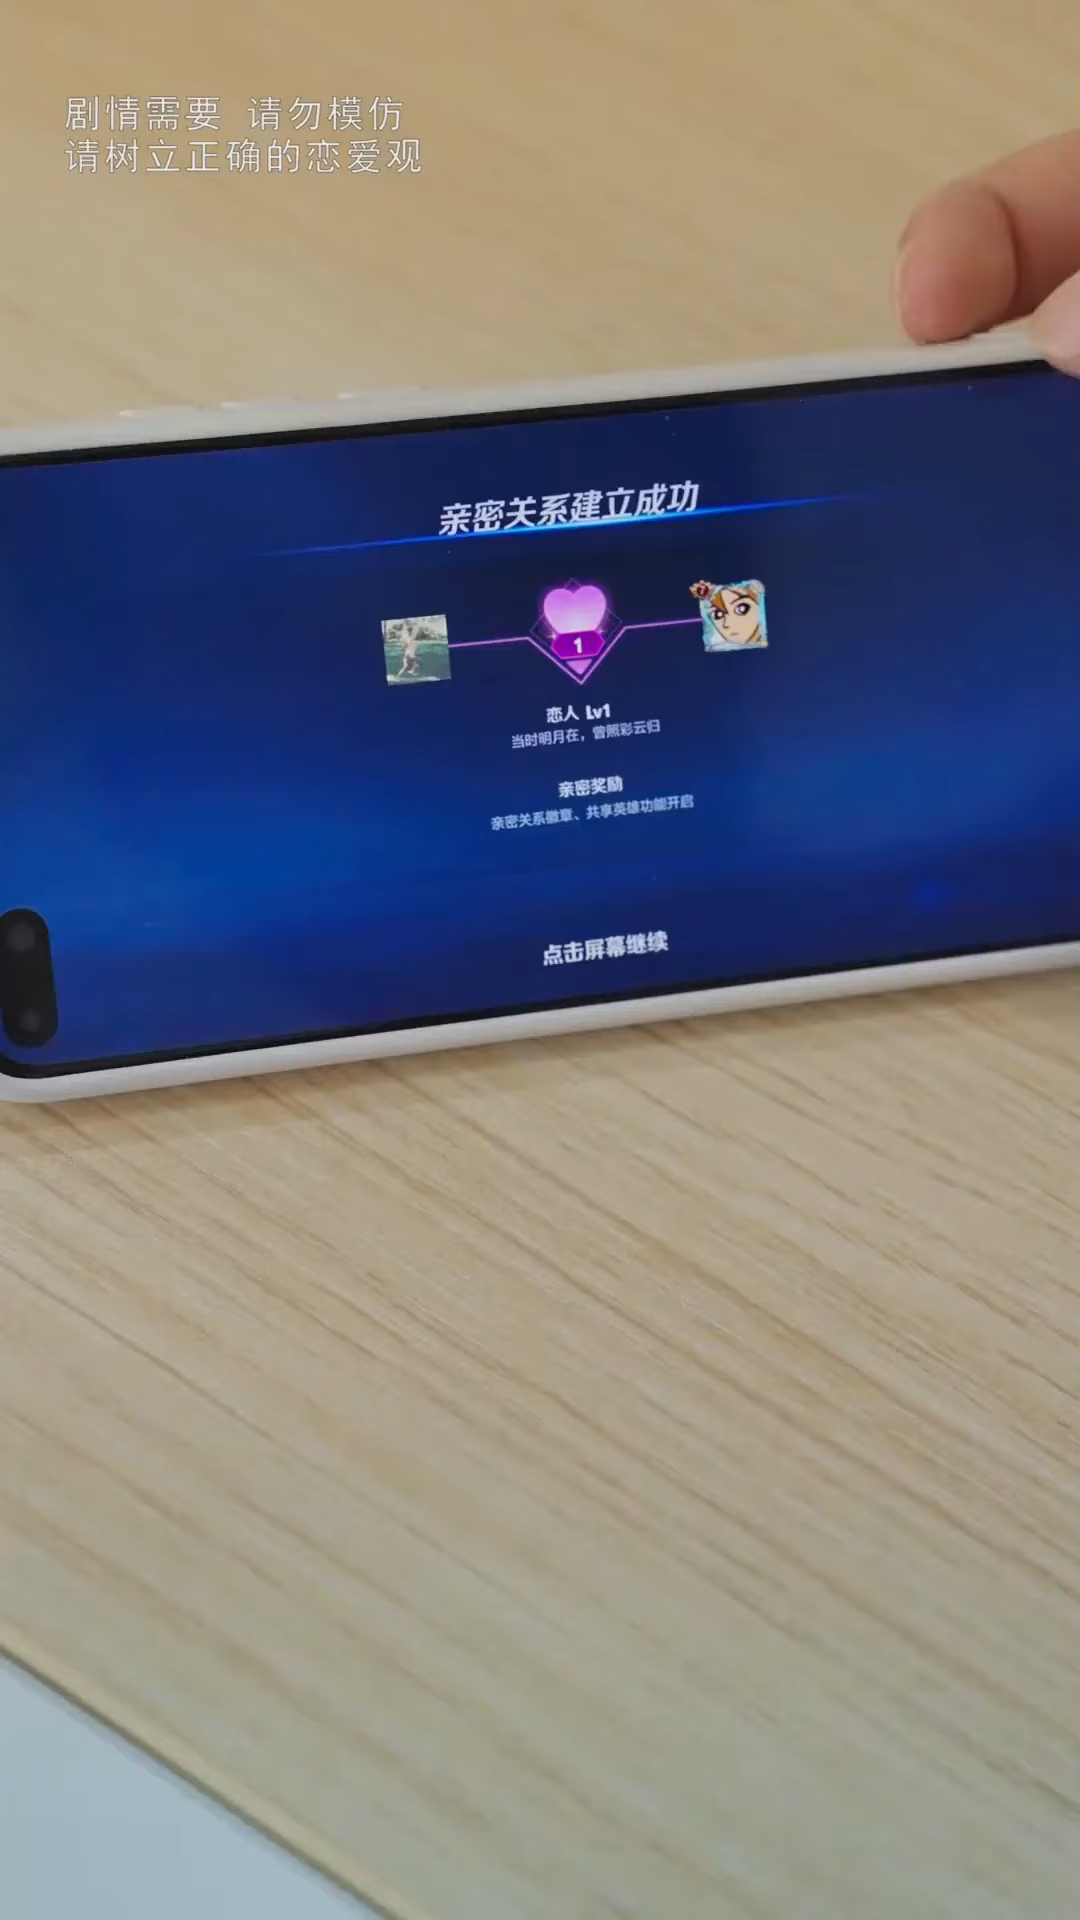 剧情需要 请勿模仿
请树立正确的恋爱观
亲密关系建立成功
1
恋人 Lv1
当时明月在，曾照彩云归
亲密奖励
亲密关系徽章、共享英雄功能开启
点击屏幕继续